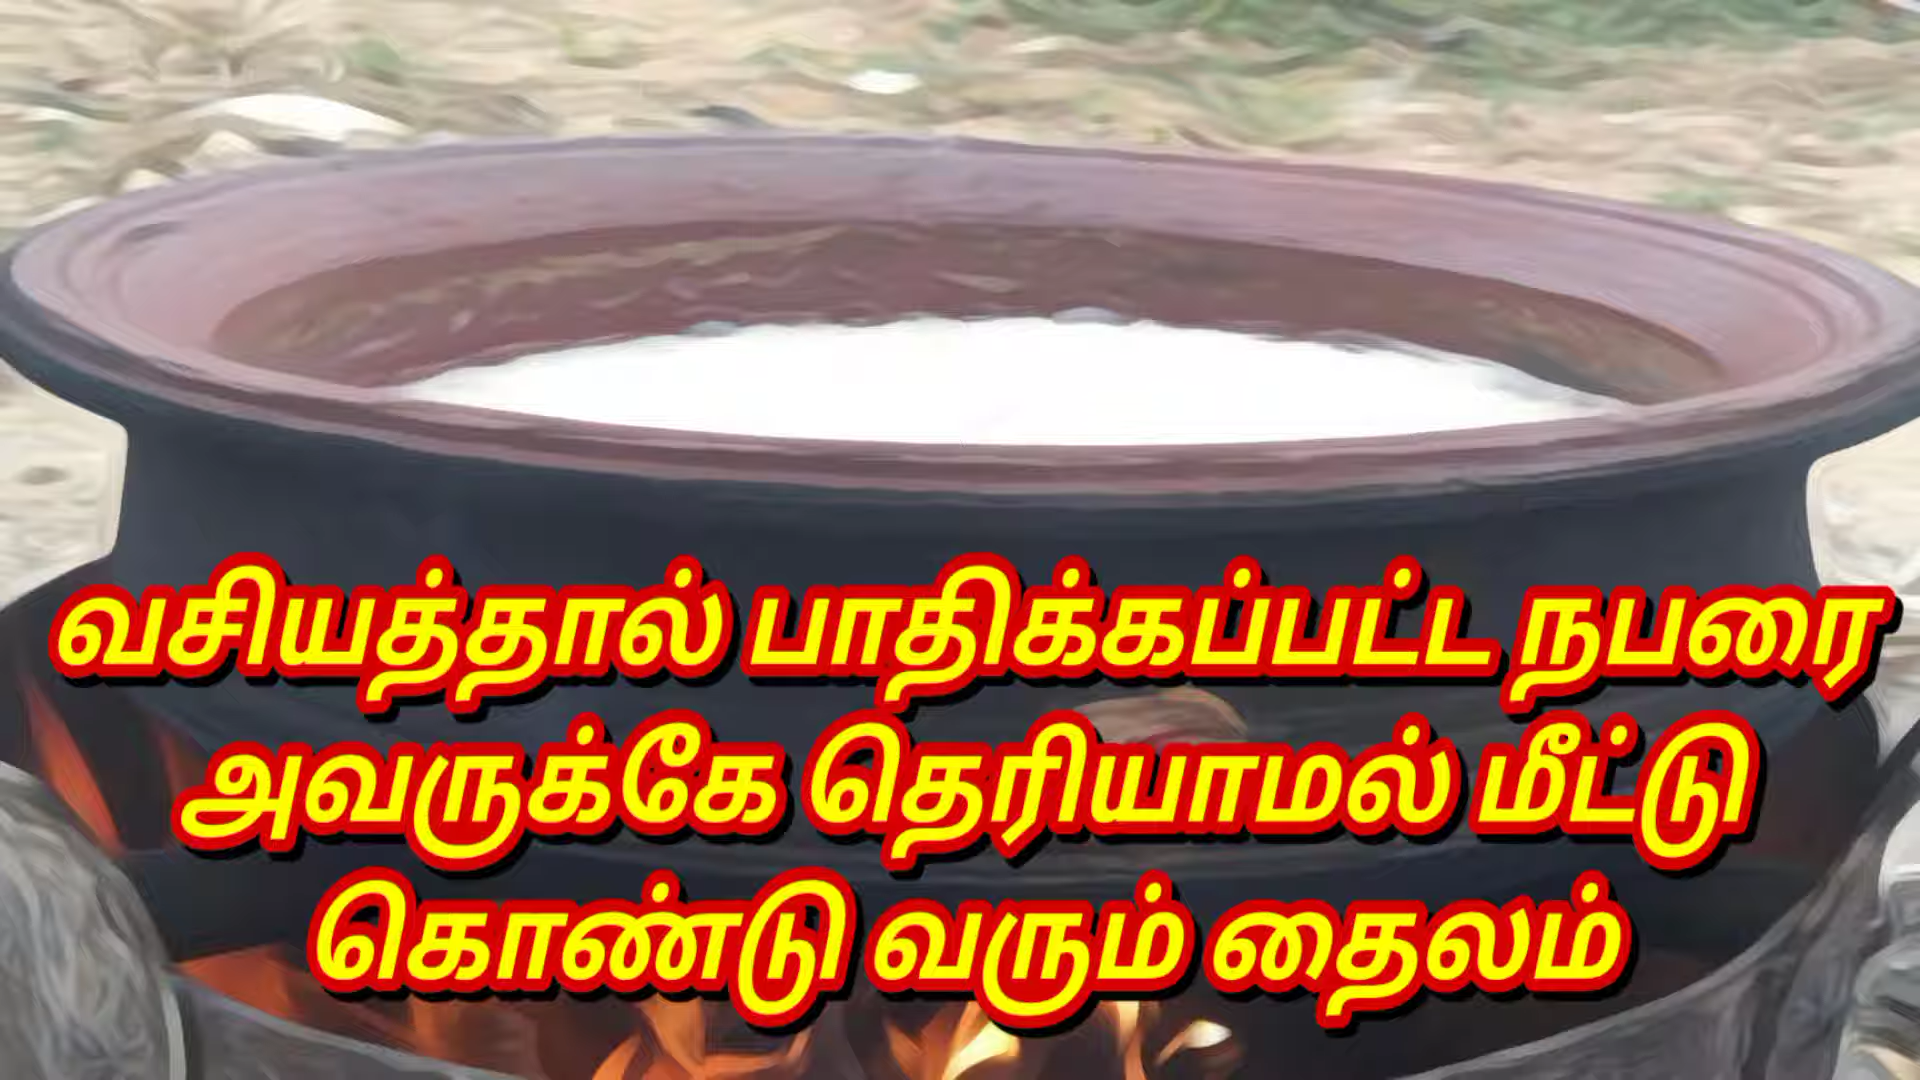 வசியத்தால் பாதிக்கப்பட்ட நபரை
அவருக்கே தெரியாமல் மீட்டு
கொண்டு வரும் தைலம்